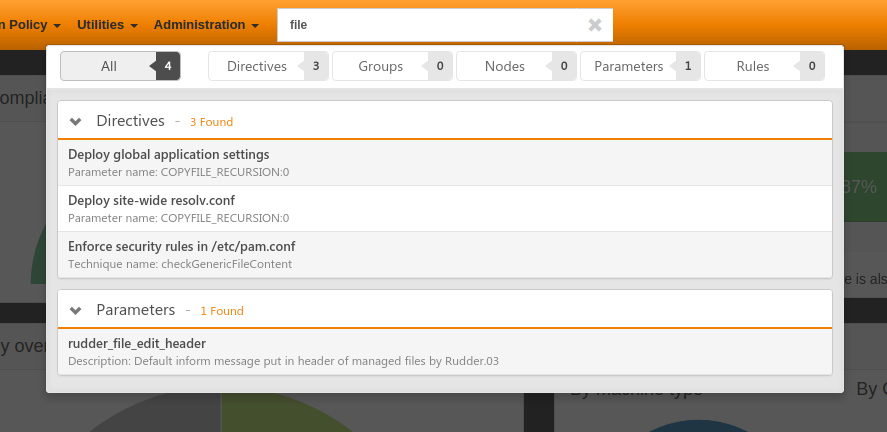 n Policy Utilities Administration file
All 4 Directives 3 Groups 0 Nodes 0 Parameters 1 Rules 0
omplia
Directives - 3 Found
Deploy global application settings
Parameter name: COPYFILE_RECURSION:0
Deploy site-wide resolv.conf
Parameter name: COPYFILE_RECURSION:0
37%
Enforce security rules in /etc/pam.conf
Technique name: checkGenericFileContent
e is als
Parameters - 1 Found
rudder_file_edit_header
Description: Default inform message put in header of managed files by Rudder.03
y over
By machine type
By C